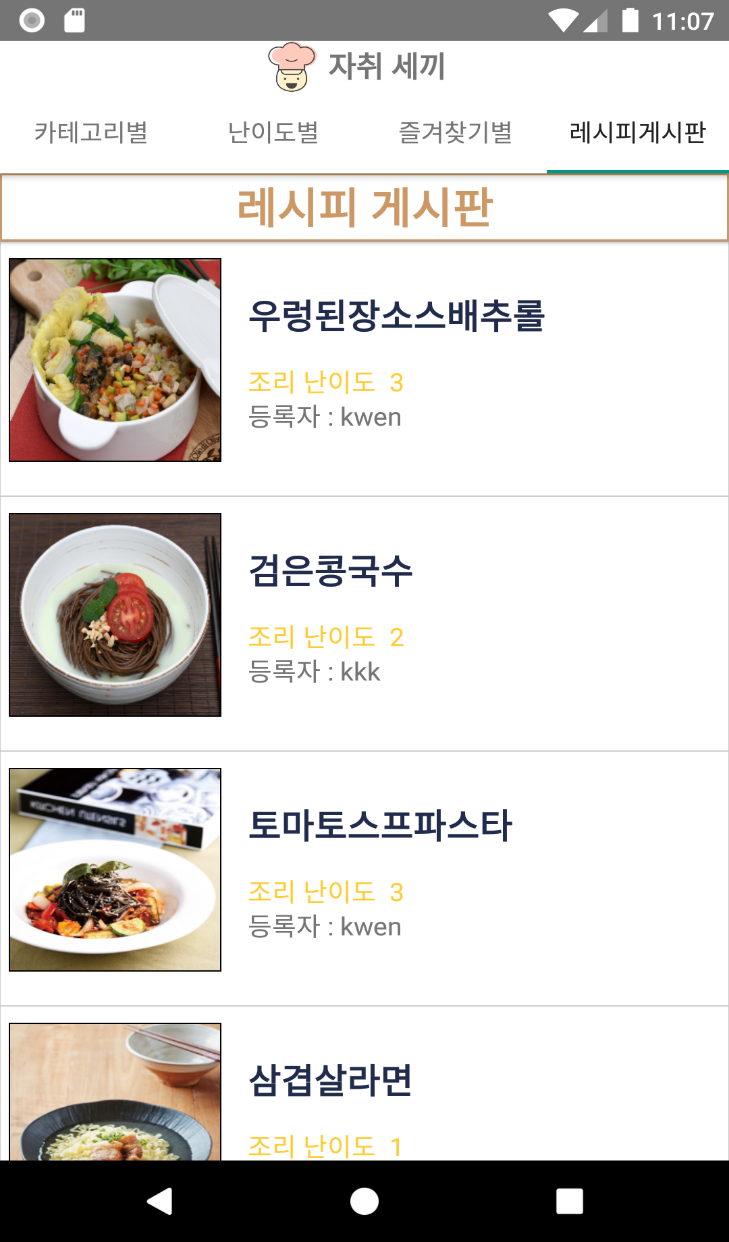 11:07
자취 세끼
카테고리별 난이도별 즐겨찾기별 레시피게시판
레시피 게시판
우렁된장소스배추롤
조리 난이도 3
등록자 : kwen
검은콩국수
조리 난이도 2
등록자 : kkk
토마토스프파스타
조리 난이도 3
등록자 : kwen
삼겹살라면
조리 난이도 1